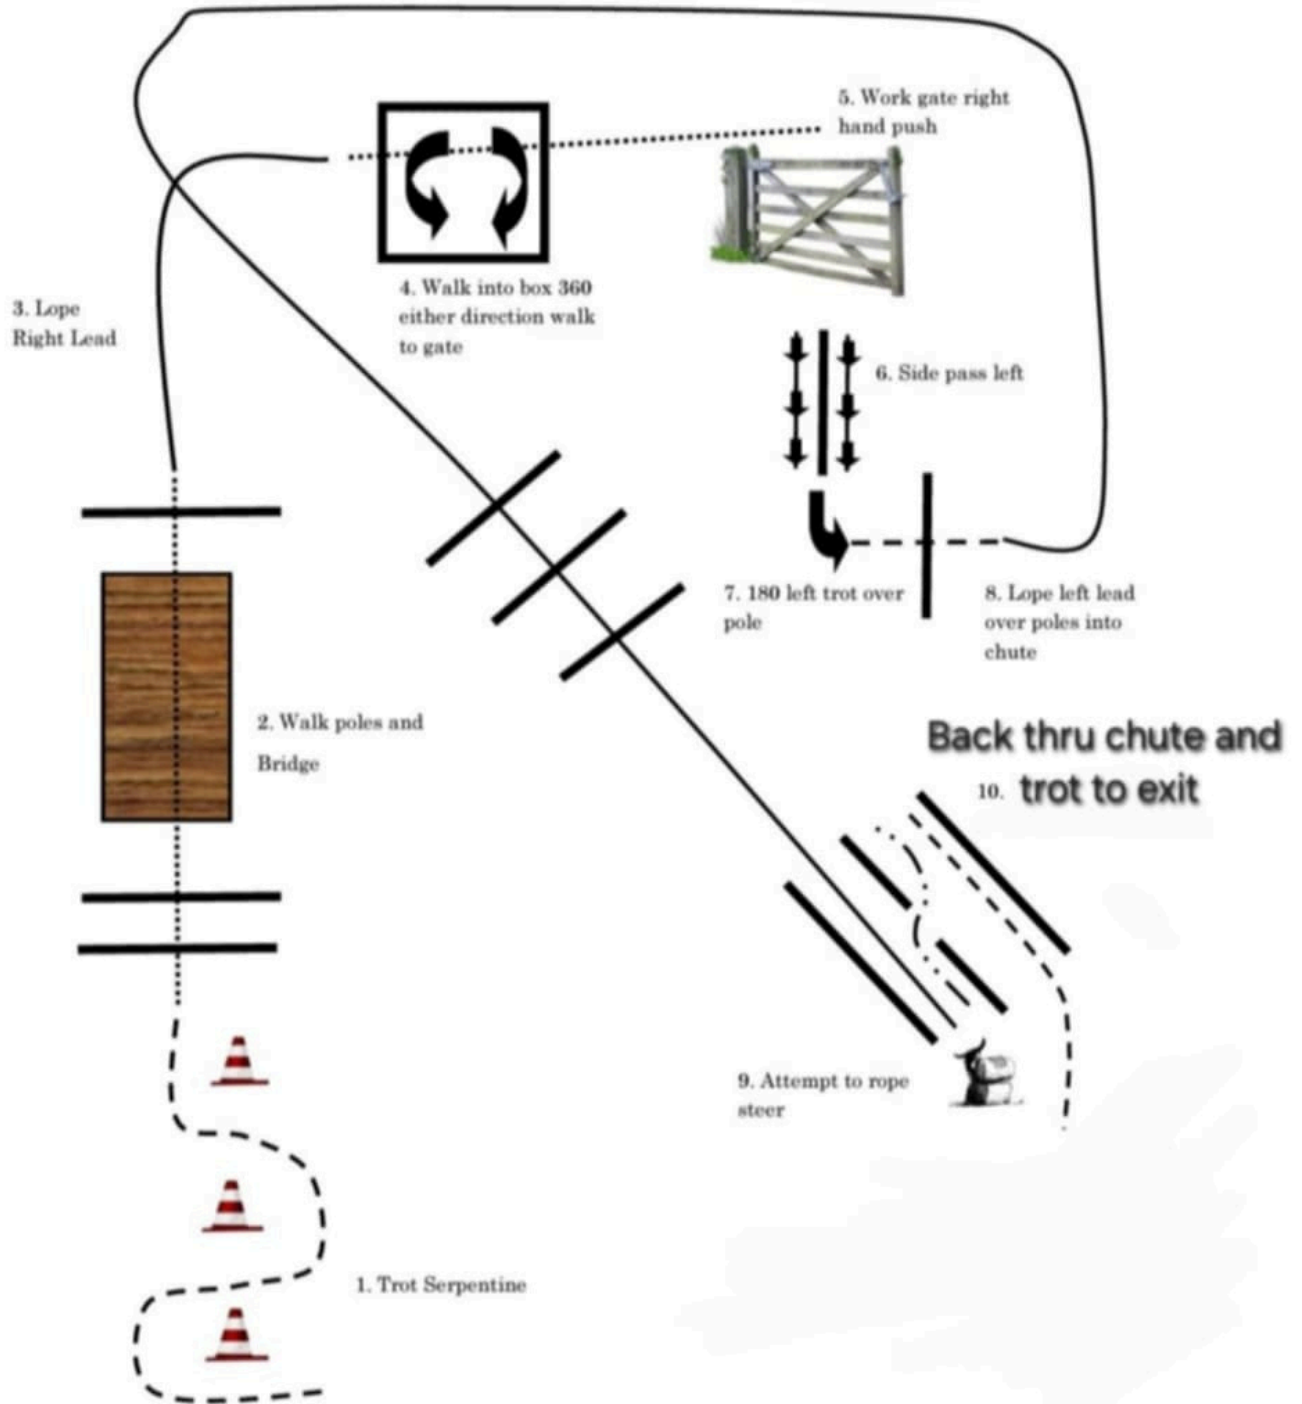 5. Work gate right
hand push
4. Walk into box 360
either direction walk
to gate
3. Lope
Right Lead
6. Side pass left
7. 180 left trot over
pole
8. Lope left lead
over poles into
chute
2. Walk poles and
Bridge
Back thru chute and
10. trot to exit
9. Attempt to rope
steer
1. Trot Serpentine